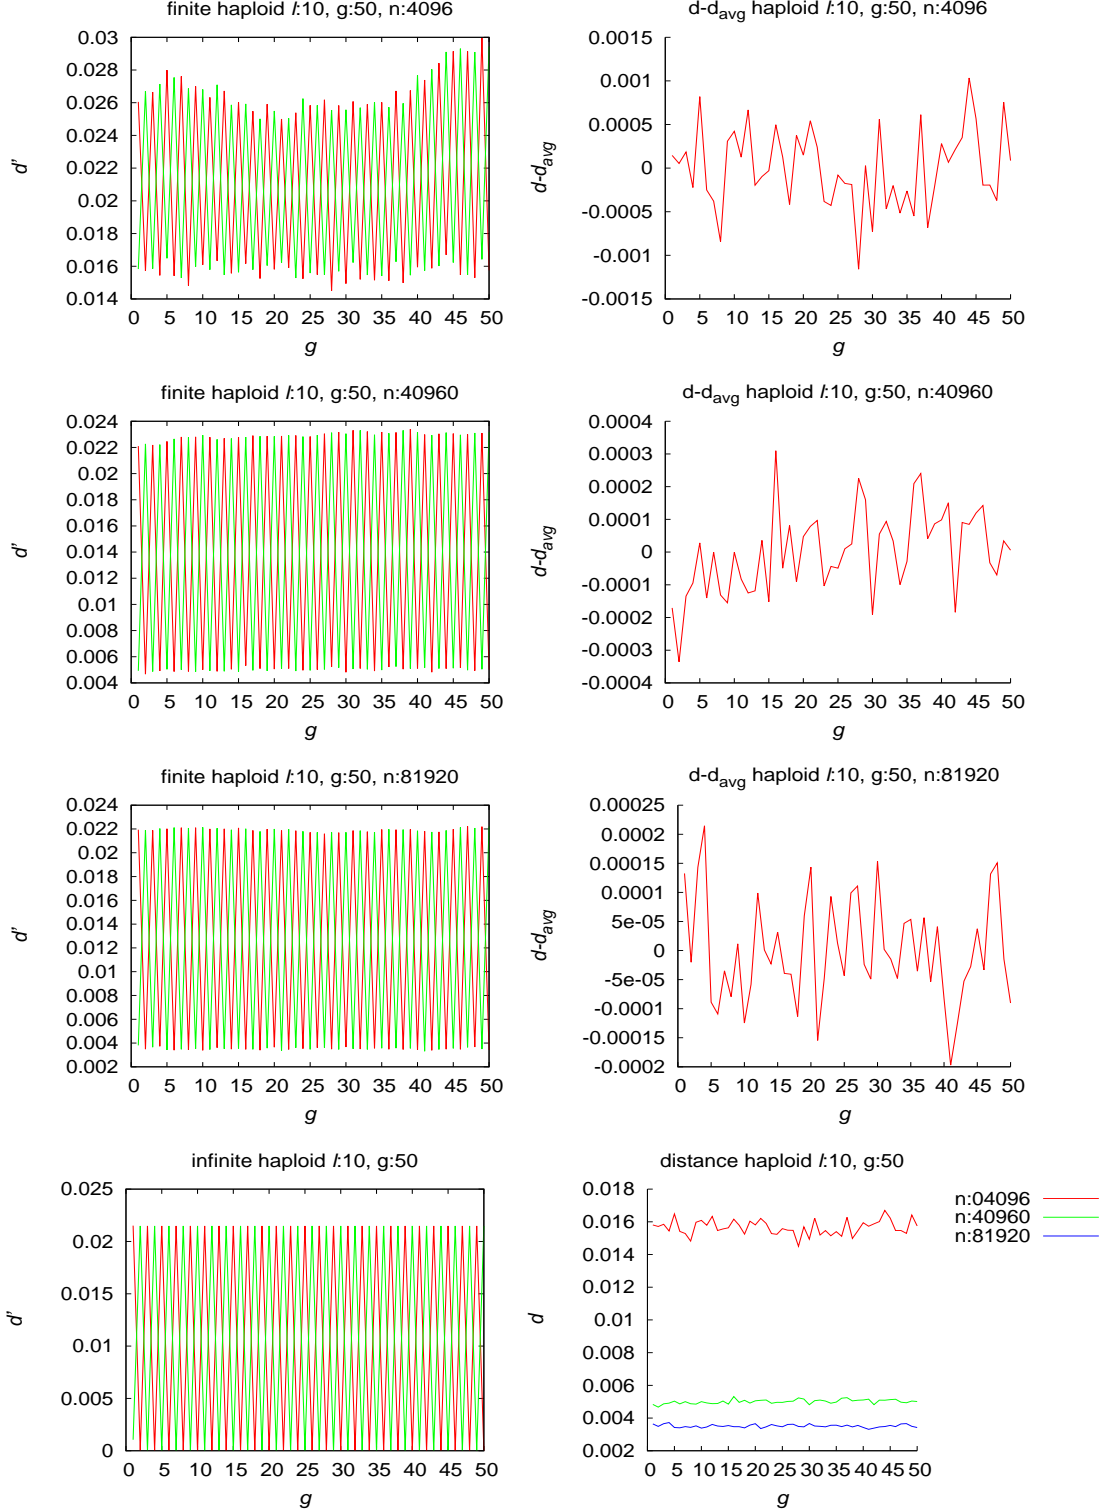 finite haploid l:10, g:50, n:4096
0.03
0.028
0.026
0.024
0.022
0.02
0.018
0.016
0.014
d'
0 5 10 15 20 25 30 35 40 45 50
g
d-davg haploid l:10, g:50, n:4096
0.0015
0.001
0.0005
0
-0.0005
-0.001
-0.0015
d-davg
0 5 10 15 20 25 30 35 40 45 50
g
finite haploid l:10, g:50, n:40960
0.024
0.022
0.02
0.018
0.016
0.014
0.012
0.01
0.008
0.006
0.004
d'
0 5 10 15 20 25 30 35 40 45 50
g
d-davg haploid l:10, g:50, n:40960
0.0004
0.0003
0.0002
0.0001
0
-0.0001
-0.0002
-0.0003
-0.0004
d-davg
0 5 10 15 20 25 30 35 40 45 50
g
finite haploid l:10, g:50, n:81920
0.024
0.022
0.02
0.018
0.016
0.014
0.012
0.01
0.008
0.006
0.004
0.002
d'
0 5 10 15 20 25 30 35 40 45 50
g
d-davg haploid l:10, g:50, n:81920
0.00025
0.0002
0.00015
0.0001
5e-05
0
-5e-05
-0.0001
-0.00015
-0.0002
d-davg
0 5 10 15 20 25 30 35 40 45 50
g
infinite haploid l:10, g:50
0.025
0.02
0.015
0.01
0.005
0
d'
0 5 10 15 20 25 30 35 40 45 50
g
distance haploid l:10, g:50
0.018
0.016
0.014
0.012
0.01
0.008
0.006
0.004
0.002
d
0 5 10 15 20 25 30 35 40 45 50
g
n:04096
n:40960
n:81920